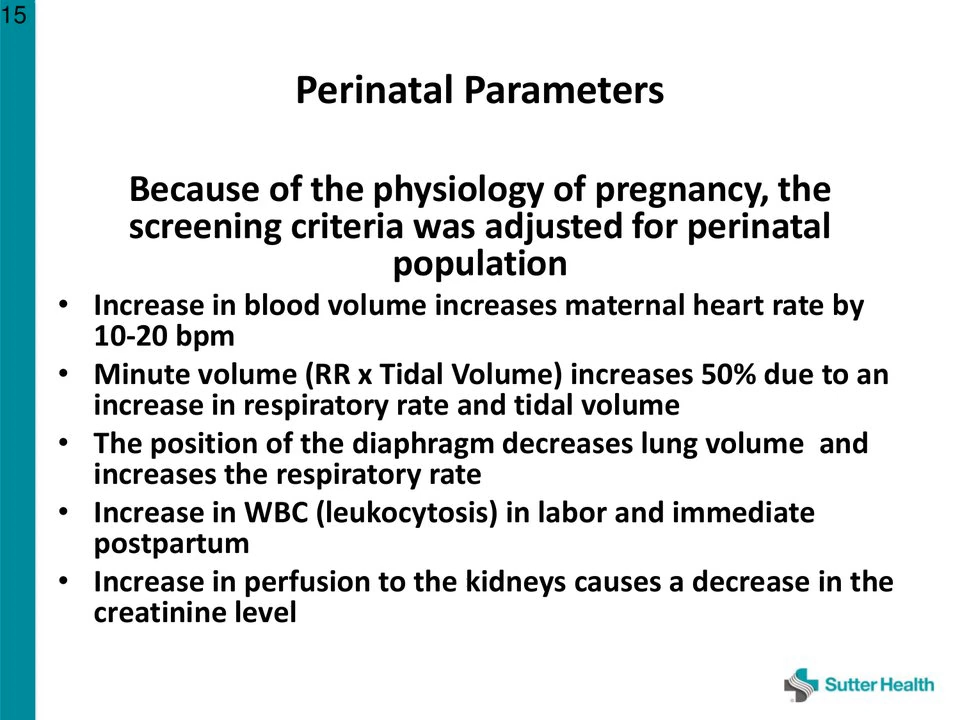 15
Perinatal Parameters
Because of the physiology of pregnancy, the
screening criteria was adjusted for perinatal
population
• Increase in blood volume increases maternal heart rate by
10-20 bpm
• Minute volume (RR x Tidal Volume) increases 50% due to an
increase in respiratory rate and tidal volume
• The position of the diaphragm decreases lung volume  and
increases the respiratory rate
• Increase in WBC (leukocytosis) in labor and immediate
postpartum
• Increase in perfusion to the kidneys causes a decrease in the
creatinine level
Sutter Health